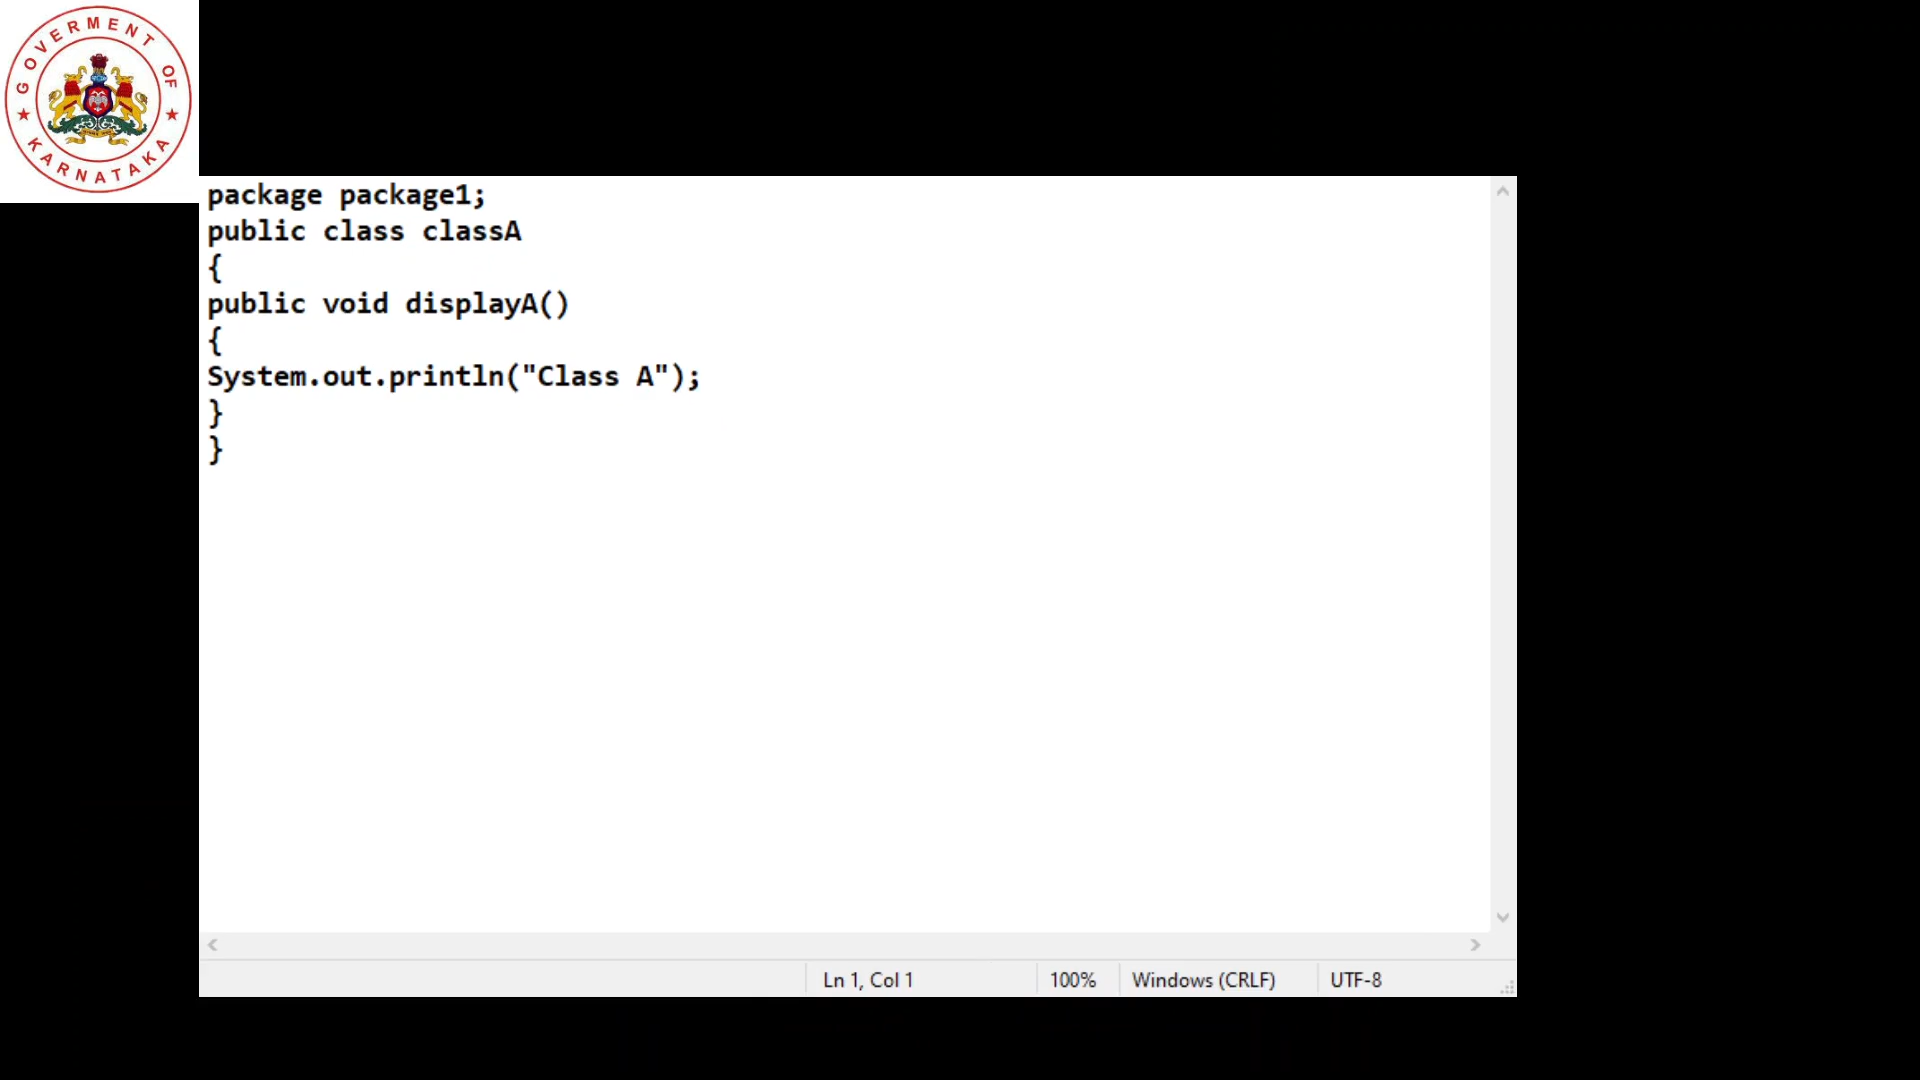 GOVERMENT OF
KARNATAKA
package package1;
public class classA
{
public void displayA()
{
System.out.println("Class A");
}
}
Ln 1, Col 1 100% Windows (CRLF) UTF-8